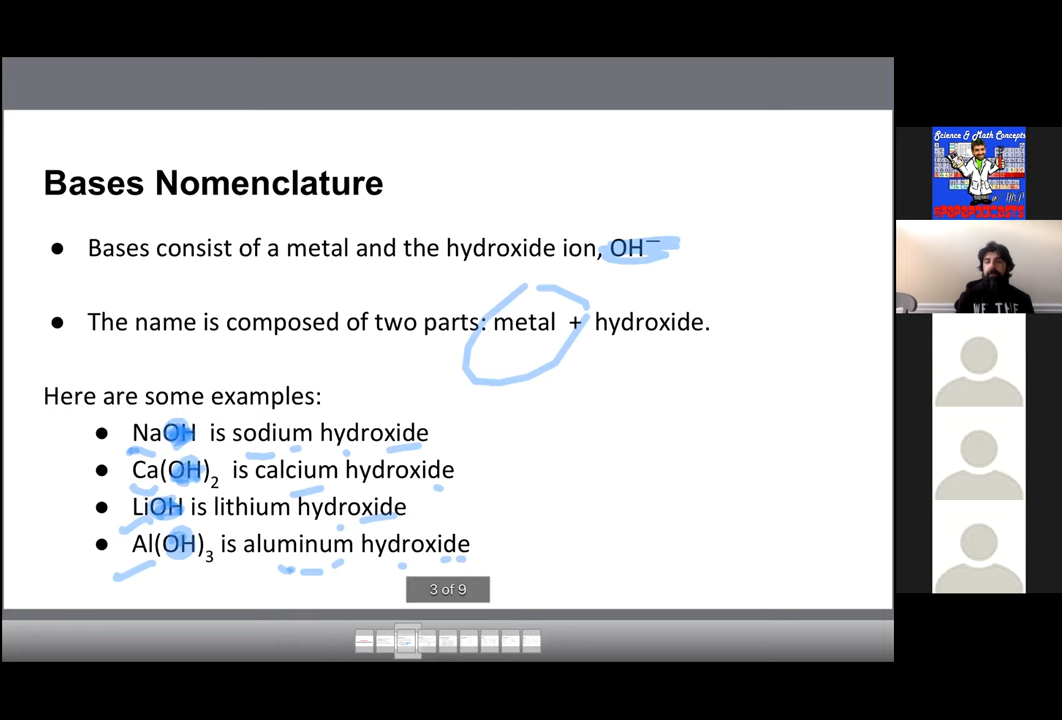 Bases Nomenclature
● Bases consist of a metal and the hydroxide ion, OH⁻
● The name is composed of two parts: metal + hydroxide.
Here are some examples:
● NaOH is sodium hydroxide
● Ca(OH)₂ is calcium hydroxide
● LiOH is lithium hydroxide
● Al(OH)₃ is aluminum hydroxide
3 of 9
Science & Math Concepts
WE THE